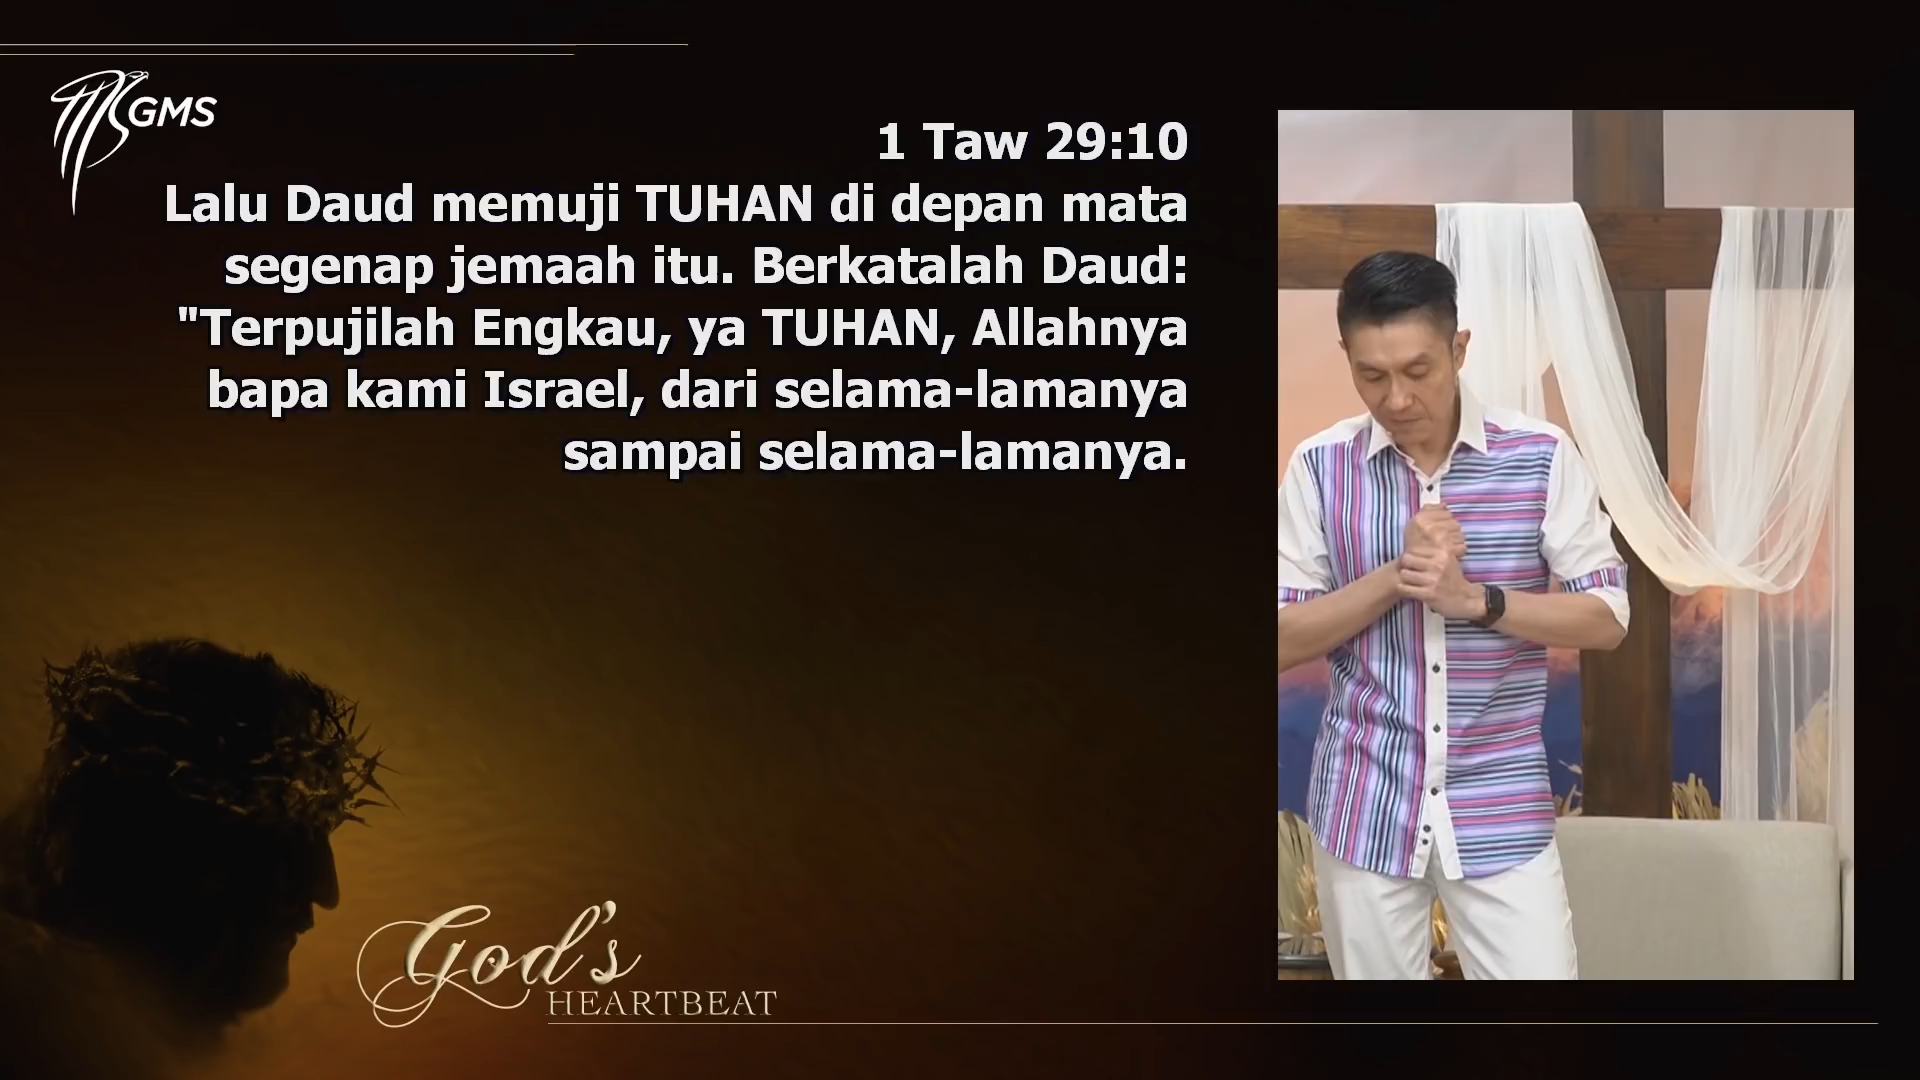 GMS
1 Taw 29:10
Lalu Daud memuji TUHAN di depan mata
segenap jemaah itu. Berkatalah Daud:
"Terpujilah Engkau, ya TUHAN, Allahnya
bapa kami Israel, dari selama-lamanya
sampai selama-lamanya.
God's
HEARTBEAT